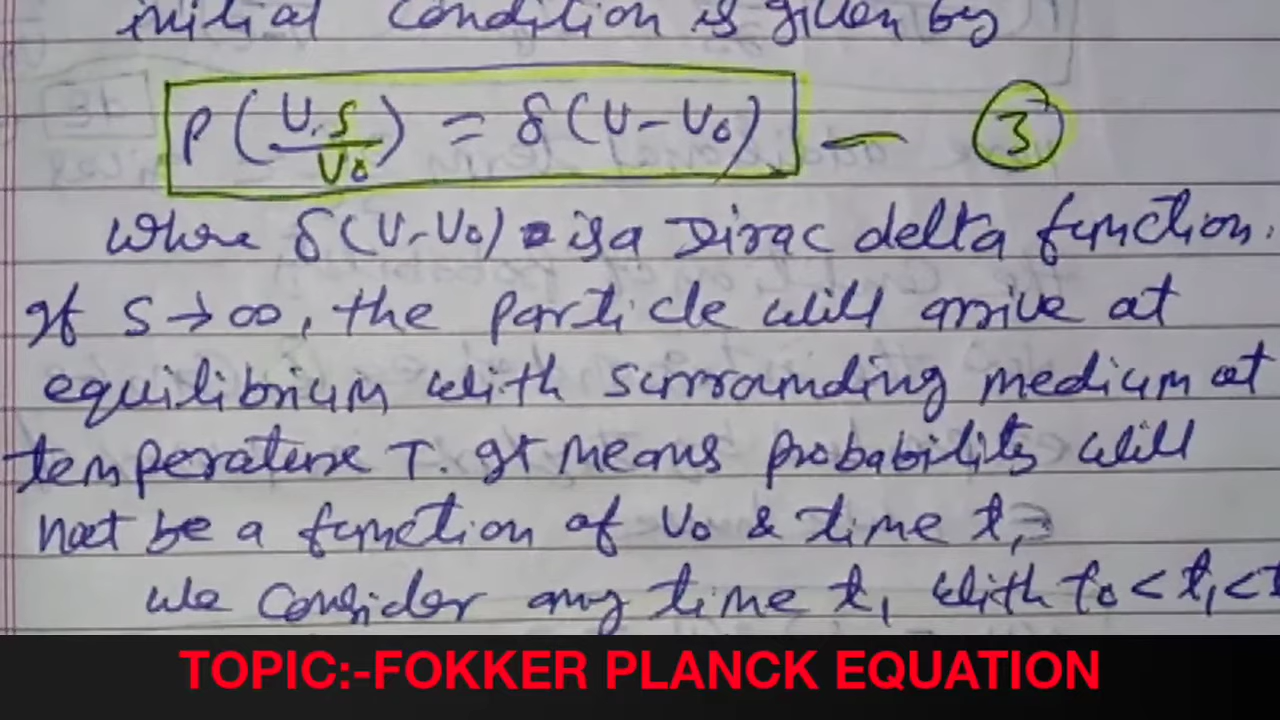 initial condition is given by
P(U,s/U₀) = δ(U-U₀) — ③
where δ(U-U₀) is a Dirac delta function.
If s→∞, the particle will arrive at
equilibrium with surrounding medium at
temperature T. It means probability will
not be a function of U₀ & time t,
We consider any time t₁ with t₀ < t₁ < t
TOPIC:-FOKKER PLANCK EQUATION